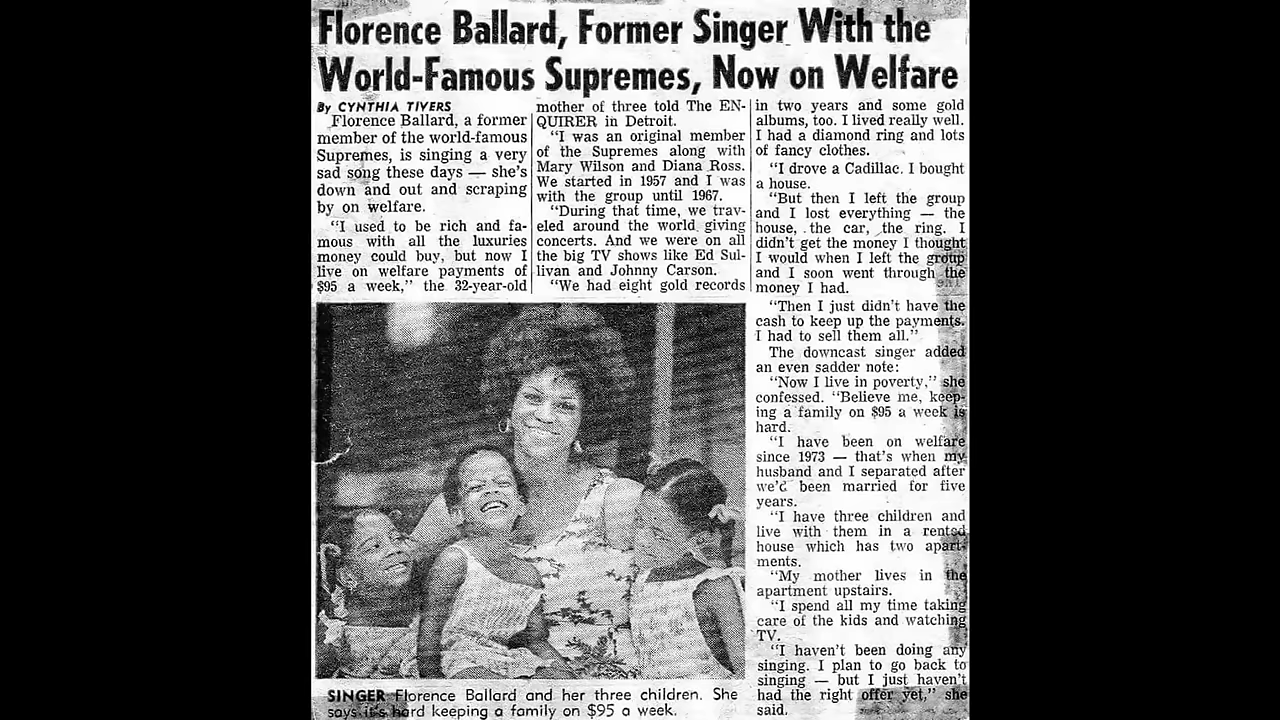 Florence Ballard, Former Singer With the
World-Famous Supremes, Now on Welfare
By CYNTHIA TIVERS
Florence Ballard, a former
member of the world-famous
Supremes, is singing a very
sad song these days — she's
down and out and scraping
by on welfare.
"I used to be rich and fa-
mous with all the luxuries
money could buy, but now I
live on welfare payments of
$95 a week," the 32-year-old
mother of three told The EN-
QUIRER in Detroit.
"I was an original member
of the Supremes along with
Mary Wilson and Diana Ross.
We started in 1957 and I was
with the group until 1967.
"During that time, we trav-
eled around the world giving
concerts. And we were on all
the big TV shows like Ed Sul-
livan and Johnny Carson.
"We had eight gold records
in two years and some gold
albums, too. I lived really well.
I had a diamond ring and lots
of fancy clothes.
"I drove a Cadillac. I bought
a house.
"But then I left the group
and I lost everything — the
house, the car, the ring. I
didn't get the money I thought
I would when I left the group
and I soon went through the
money I had.
"Then I just didn't have the
cash to keep up the payments.
I had to sell them all."
The downcast singer added
an even sadder note:
"Now I live in poverty," she
confessed. "Believe me, keep-
ing a family on $95 a week is
hard.
"I have been on welfare
since 1973 — that's when my
husband and I separated after
we'd been married for five
years.
"I have three children and
live with them in a rented
house which has two apart-
ments.
"My mother lives in the
apartment upstairs.
"I spend all my time taking
care of the kids and watching
TV.
"I haven't been doing any
singing. I plan to go back to
singing — but I just haven't
had the right offer yet," she
said.
SINGER Florence Ballard and her three children. She
says it's hard keeping a family on $95 a week.